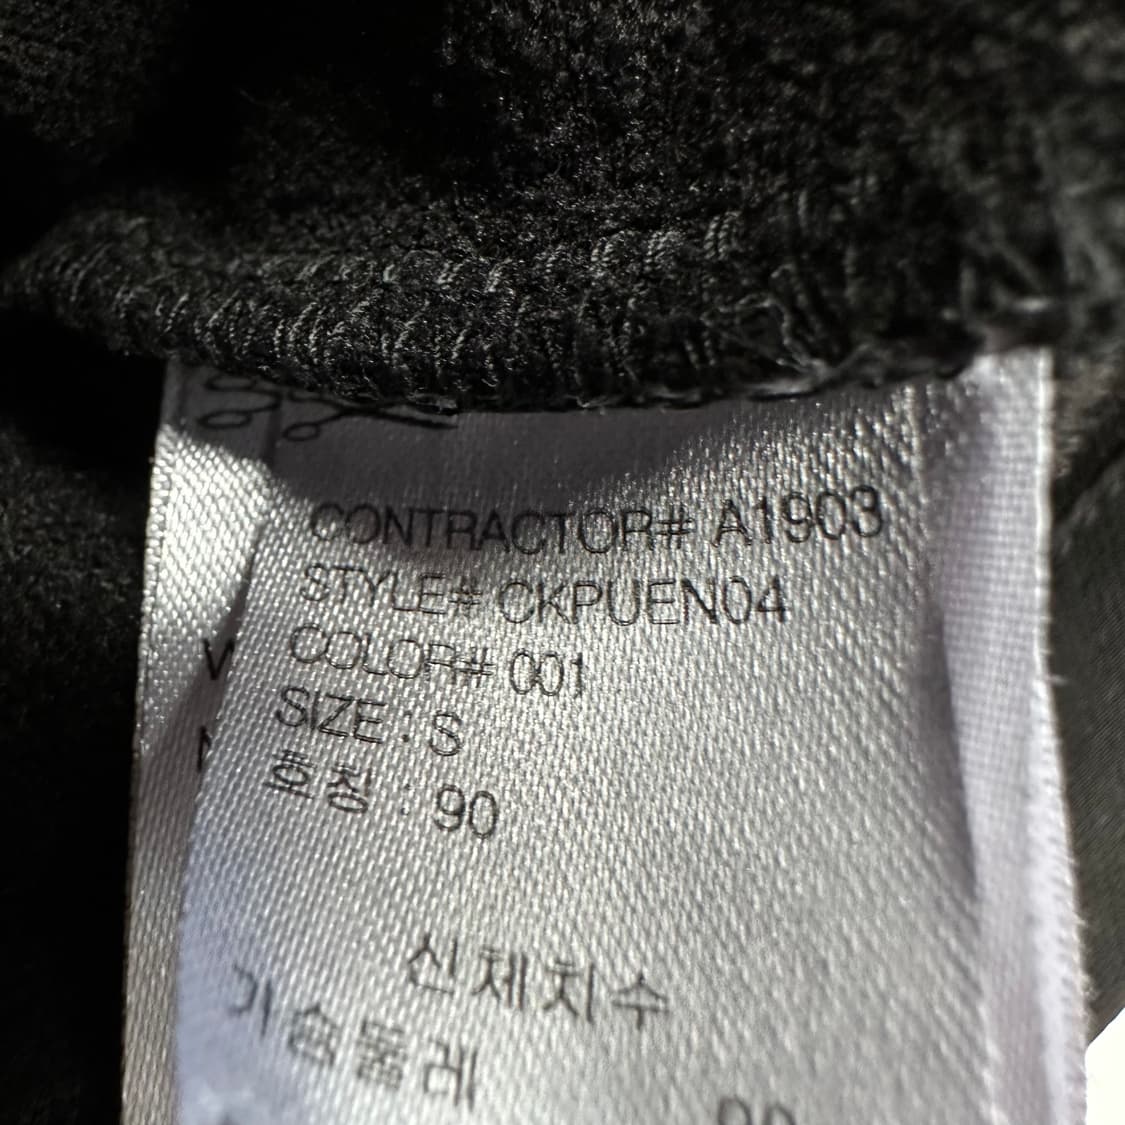 CONTRACTOR# A1903
STYLE# CKPUEN04
COLOR# 001
SIZE : S
호칭 : 90
신체치수
가슴둘레